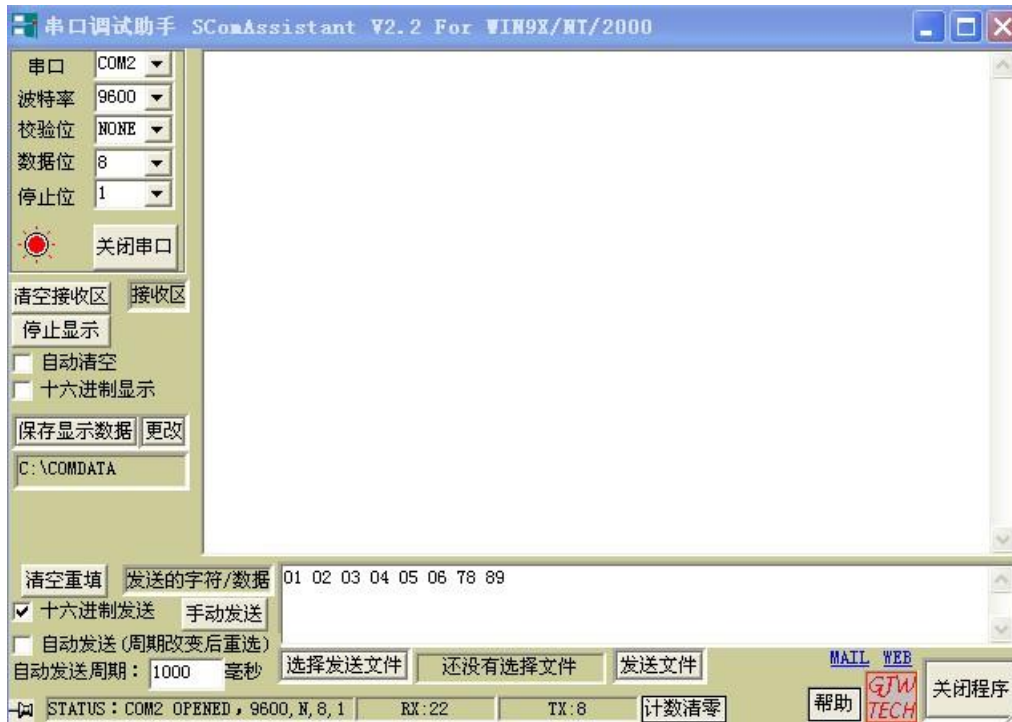 串口调试助手 SComAssistant V2.2 For WIN9X/NT/2000
串口 COM2
波特率 9600
校验位 NONE
数据位 8
停止位 1
关闭串口
清空接收区 接收区
停止显示
自动清空
十六进制显示
保存显示数据 更改
C:\COMDATA
清空重填 发送的字符/数据 01 02 03 04 05 06 78 89
十六进制发送 手动发送
自动发送(周期改变后重选)
自动发送周期: 1000 毫秒 选择发送文件 还没有选择文件 发送文件 MAIL WEB
STATUS:COM2 OPENED,9600,N,8,1 RX:22 TX:8 计数清零 帮助 GTW TECH 关闭程序